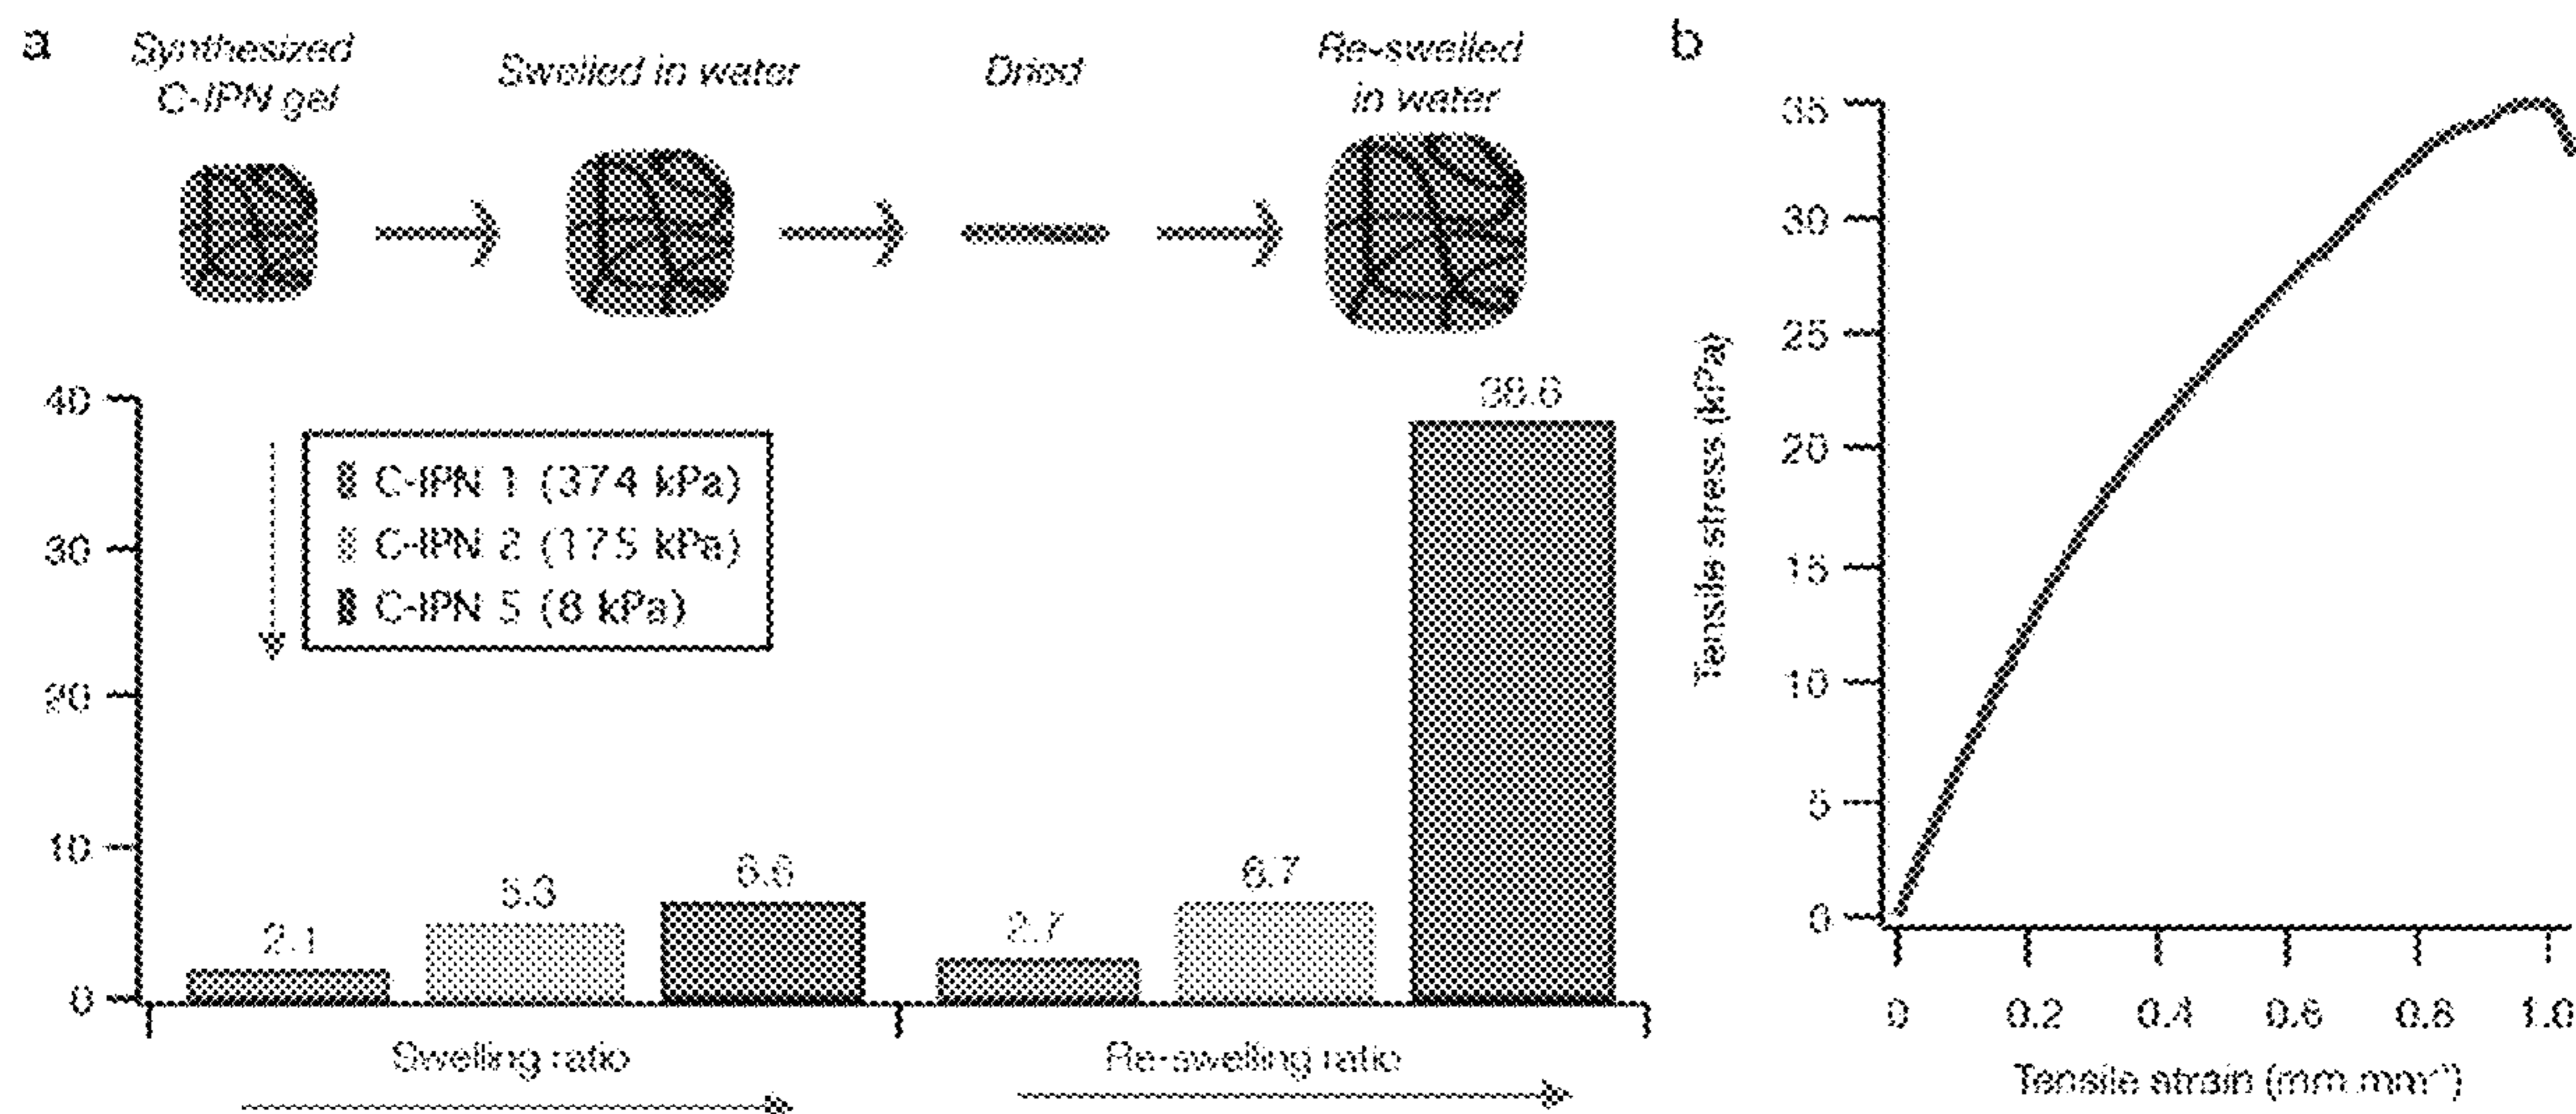 a
Synthesized
C-IPN gel
Swelled in water
Dried
Re-swelled
in water
40
30
20
10
0
C-IPN 1 (374 kPa)
C-IPN 2 (175 kPa)
C-IPN 5 (8 kPa)
2.1
5.3
6.6
2.7
6.7
38.6
Swelling ratio
Re-swelling ratio
b
Tensile stress (kPa)
35
30
25
20
15
10
5
0
0 0.2 0.4 0.6 0.8 1.0
Tensile strain (mm.mm⁻¹)